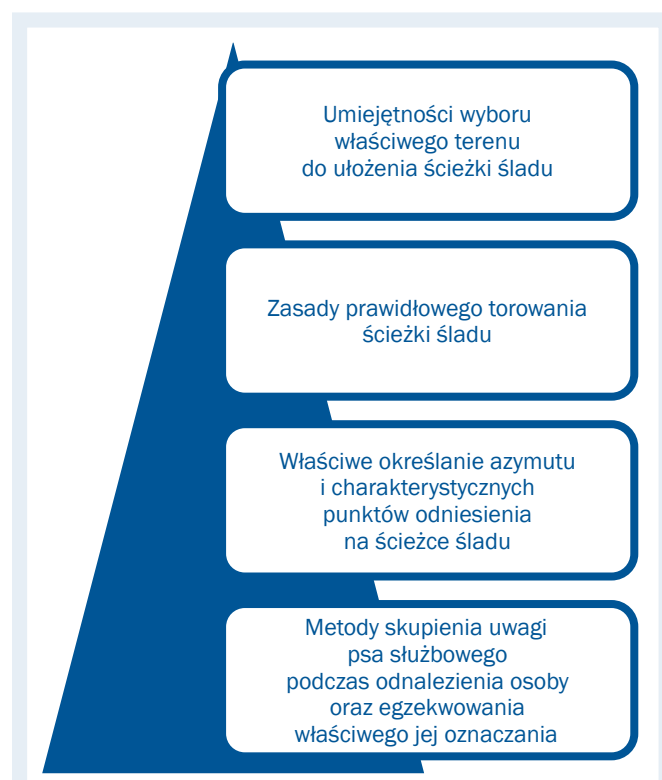 Umiejętności wyboru
właściwego terenu
do ułożenia ścieżki śladu
Zasady prawidłowego torowania
ścieżki śladu
Właściwe określanie azymutu
i charakterystycznych
punktów odniesienia
na ścieżce śladu
Metody skupienia uwagi
psa służbowego
podczas odnalezienia osoby
oraz egzekwowania
właściwego jej oznaczania